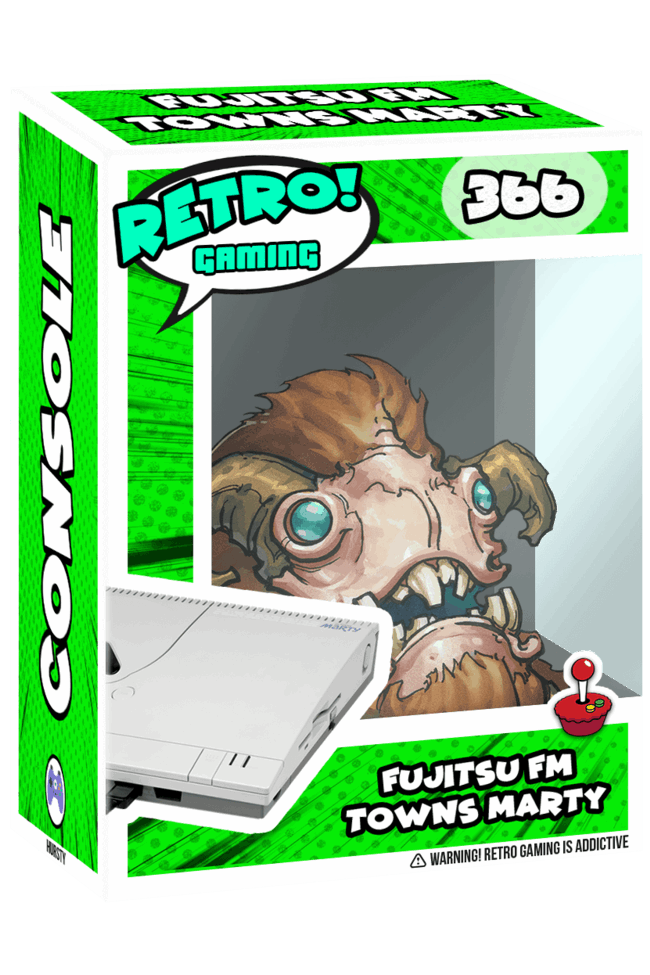 FUJITSU FM
TOWNS MARTY
RETRO!
GAMING
366
CONSOLE
HURSTY
MARTY
FUJITSU FM
TOWNS MARTY
WARNING! RETRO GAMING IS ADDICTIVE